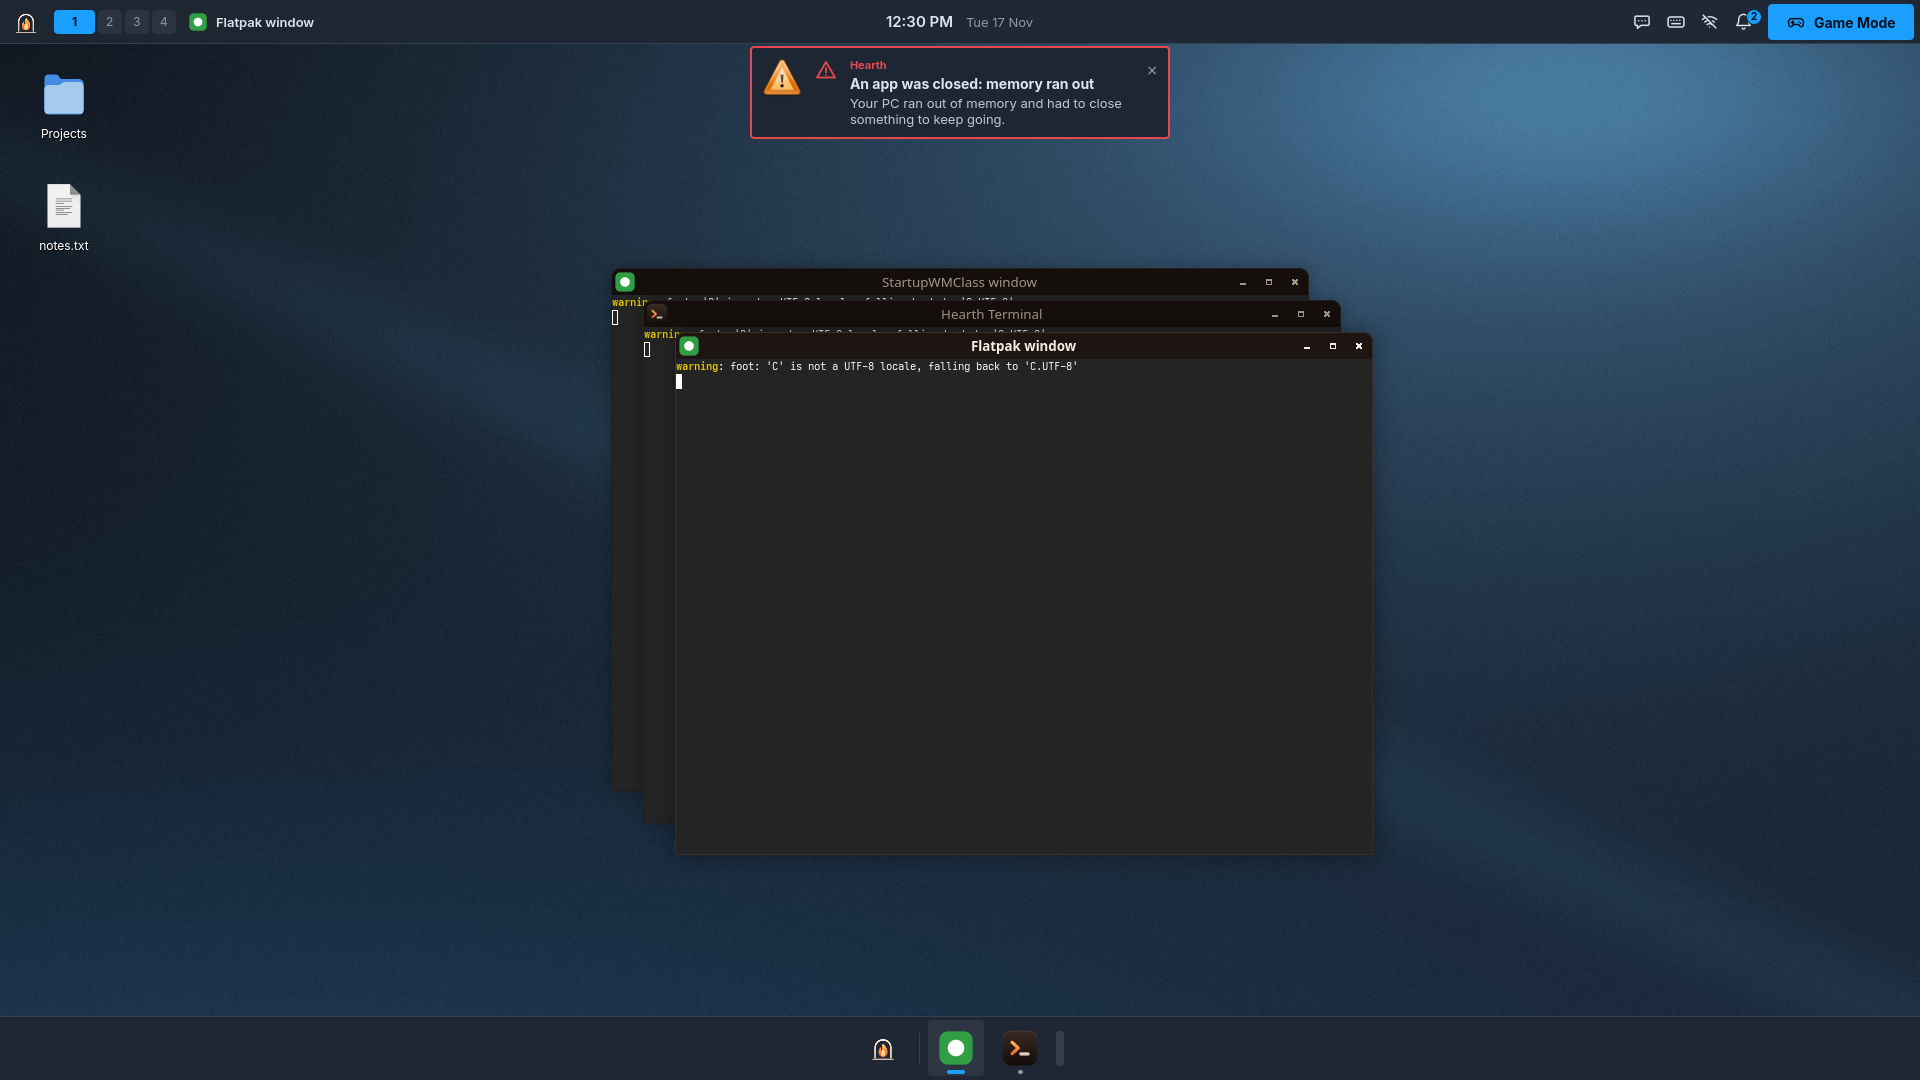 1 2 3 4 Flatpak window 12:30 PM Tue 17 Nov 2 Game Mode
Hearth
An app was closed: memory ran out
Your PC ran out of memory and had to close
something to keep going.
Projects
notes.txt
StartupWMClass window
warnin
Hearth Terminal
warnin
Flatpak window
warning: foot: 'C' is not a UTF-8 locale, falling back to 'C.UTF-8'